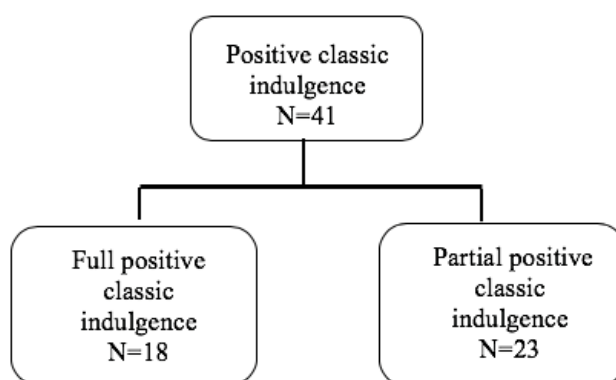 Positive classic
indulgence
N=41
Full positive
classic
indulgence
N=18
Partial positive
classic
indulgence
N=23